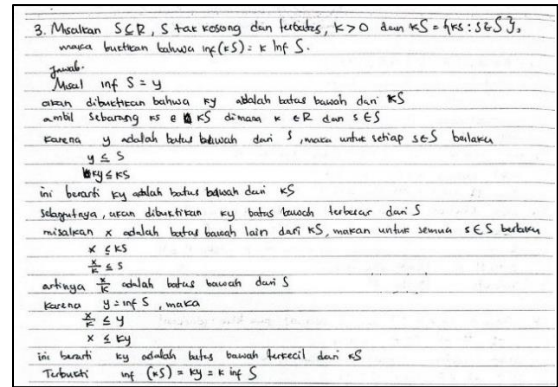 3. Misalkan S⊆R, S tak kosong dan terbatas, k>0 dan kS = {ks : s∈S},
maka buktikan bahwa inf(kS) = k Inf S.
Jawab.
Misal inf S = y
akan dibuktikan bahwa ky adalah batas bawah dari kS
ambil sebarang ks ∈ kS dimana k ∈R dan s ∈S
karena y adalah batas bawah dari S, maka untuk setiap s∈S berlaku
y ≤ S
ky ≤ ks
ini berarti ky adalah batas bawah dari kS
selanjutnya, akan dibuktikan ky batas bawah terbesar dari S
misalkan x adalah batas bawah lain dari kS, makan untuk semua s∈S berlaku
x ≤ ks
x/k ≤ s
artinya x/k adalah batas bawah dari S
karena y = inf S, maka
x/k ≤ y
x ≤ ky
ini berarti ky adalah batas bawah terkecil dari kS
Terbukti inf (kS) = ky = k inf S